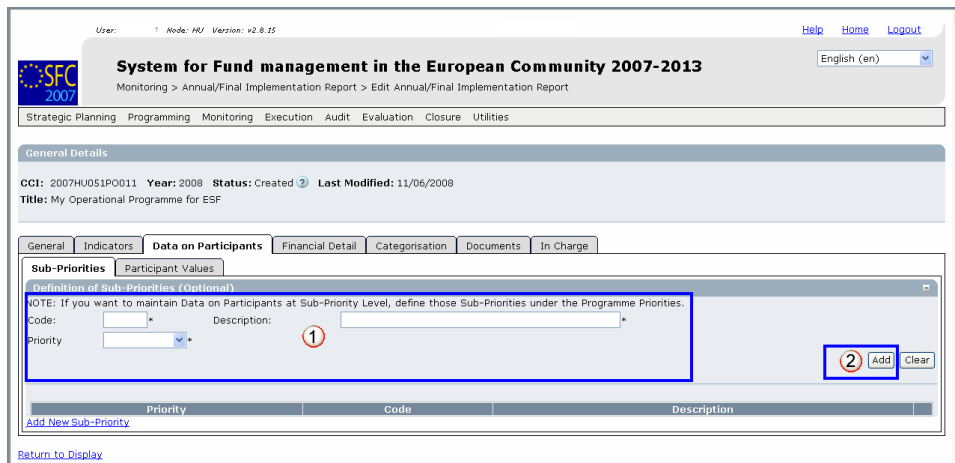 User: : Node: HU Version: v2.8.15 Help Home Logout
SFC 2007
System for Fund management in the European Community 2007-2013
English (en)
Monitoring > Annual/Final Implementation Report > Edit Annual/Final Implementation Report
Strategic Planning Programming Monitoring Execution Audit Evaluation Closure Utilities
General Details
CCI: 2007HU051PO011 Year: 2008 Status: Created ? Last Modified: 11/06/2008
Title: My Operational Programme for ESF
General Indicators Data on Participants Financial Detail Categorisation Documents In Charge
Sub-Priorities Participant Values
Definition of Sub-Priorities (Optional)
NOTE: If you want to maintain Data on Participants at Sub-Priority Level, define those Sub-Priorities under the Programme Priorities.
Code: * Description: *
Priority * 1
2 Add Clear
Priority Code Description
Add New Sub-Priority
Return to Display